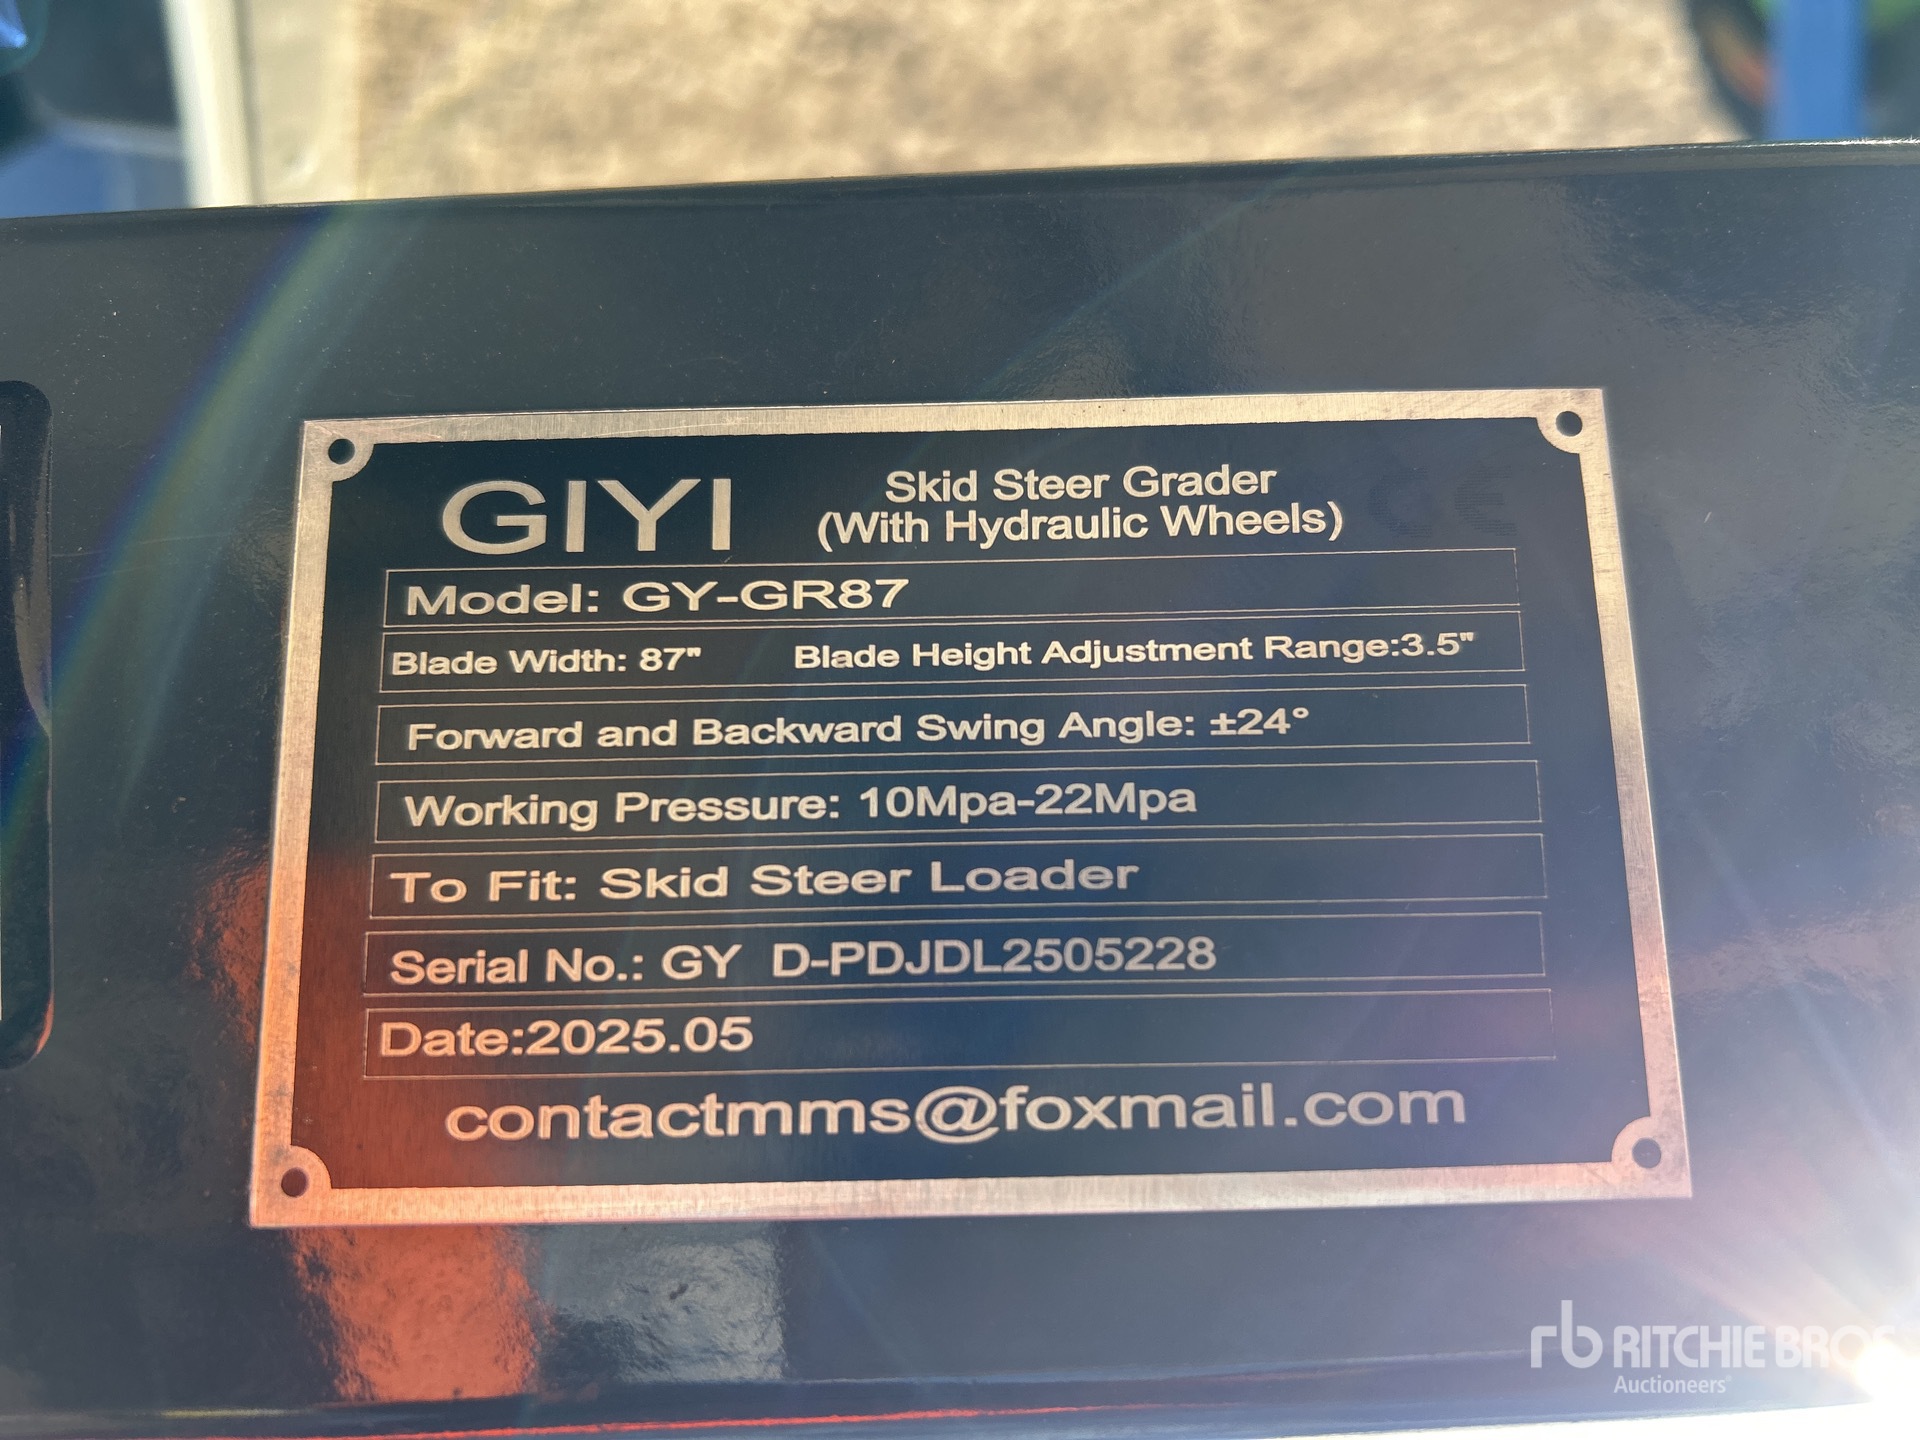 GIYI
Skid Steer Grader
(With Hydraulic Wheels)
CE
Model: GY-GR87
Blade Width: 87" Blade Height Adjustment Range:3.5"
Forward and Backward Swing Angle: ±24°
Working Pressure: 10Mpa-22Mpa
To Fit: Skid Steer Loader
Serial No.: GY D-PDJDL2505228
Date:2025.05
contactmms@foxmail.com
rb RITCHIE BROS
Auctioneers